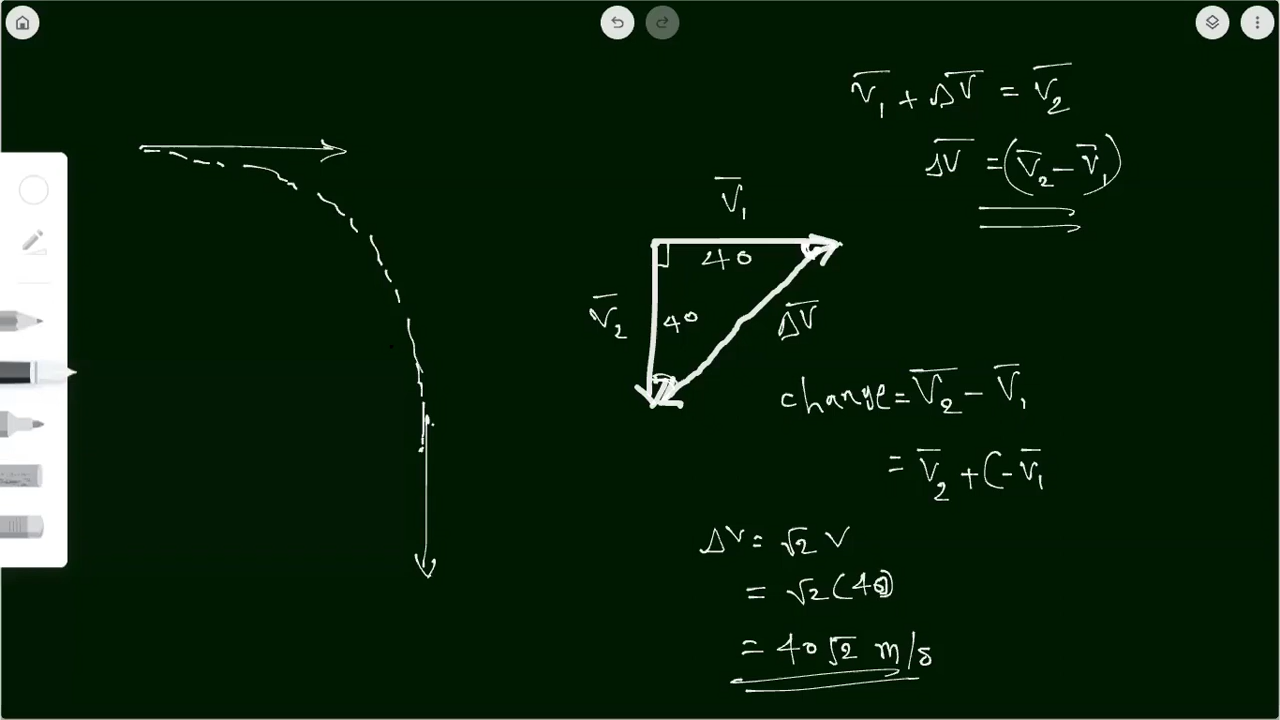 V̅₁ + ΔV̅ = V̅₂
ΔV̅ = (V̅₂ - V̅₁)
V̅₁
40
V̅₂
40
ΔV̅
change = V̅₂ - V̅₁
= V̅₂ + (-V̅₁
ΔV = √2 V
= √2 (40)
= 40√2 m/s